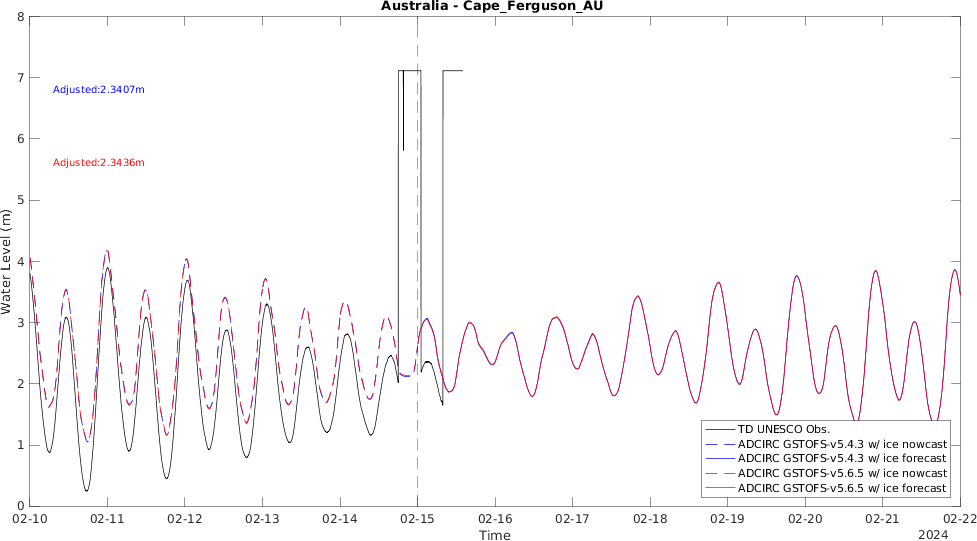 Australia - Cape_Ferguson_AU
8
7
6
5
4
3
2
1
0
Water Level (m)
Adjusted:2.3407m
Adjusted:2.3436m
TD UNESCO Obs.
ADCIRC GSTOFS-v5.4.3 w/ ice nowcast
ADCIRC GSTOFS-v5.4.3 w/ ice forecast
ADCIRC GSTOFS-v5.6.5 w/ ice nowcast
ADCIRC GSTOFS-v5.6.5 w/ ice forecast
02-10 02-11 02-12 02-13 02-14 02-15 02-16 02-17 02-18 02-19 02-20 02-21 02-22
Time
2024